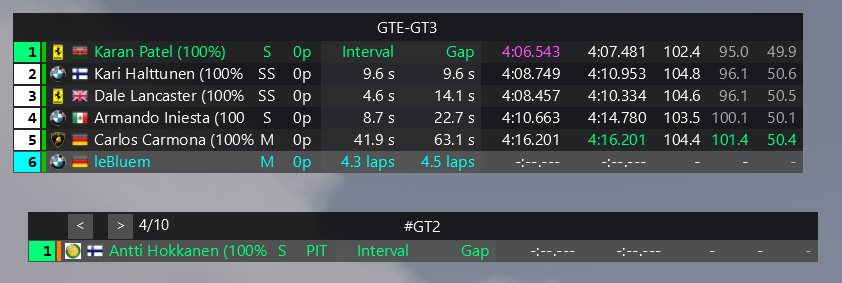 GTE-GT3
1 Karan Patel (100%) S 0p Interval Gap 4:06.543 4:07.481 102.4 95.0 49.9
2 Kari Halttunen (100% SS 0p 9.6 s 9.6 s 4:08.749 4:10.953 104.8 96.1 50.6
3 Dale Lancaster (100% SS 0p 4.6 s 14.1 s 4:08.457 4:10.334 104.6 96.1 50.5
4 Armando Iniesta (100 S 0p 8.7 s 22.7 s 4:10.663 4:14.780 103.5 100.1 50.1
5 Carlos Carmona (100% M 0p 41.9 s 63.1 s 4:16.201 4:16.201 104.4 101.4 50.4
6 leBluem M 0p 4.3 laps 4.5 laps -:--.--- -:--.--- - - -
< > 4/10 #GT2
1 Antti Hokkanen (100% S PIT Interval Gap -:--.--- -:--.--- - - -